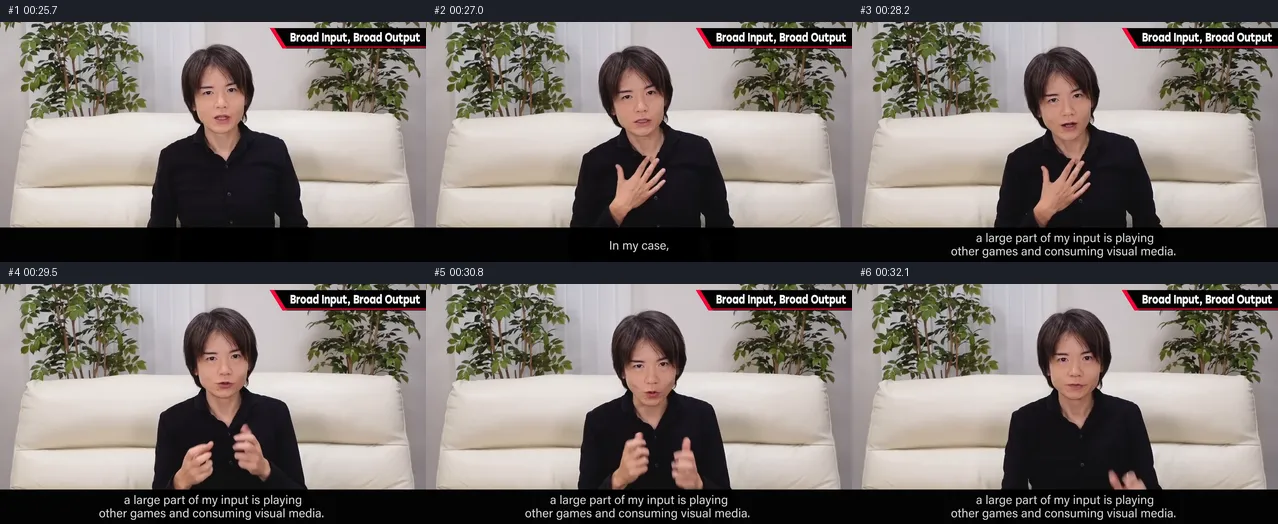 #1 00:25.7
Broad Input, Broad Output
#2 00:27.0
Broad Input, Broad Output
In my case,
#3 00:28.2
Broad Input, Broad Output
a large part of my input is playing
other games and consuming visual media.
#4 00:29.5
Broad Input, Broad Output
a large part of my input is playing
other games and consuming visual media.
#5 00:30.8
Broad Input, Broad Output
a large part of my input is playing
other games and consuming visual media.
#6 00:32.1
Broad Input, Broad Output
a large part of my input is playing
other games and consuming visual media.